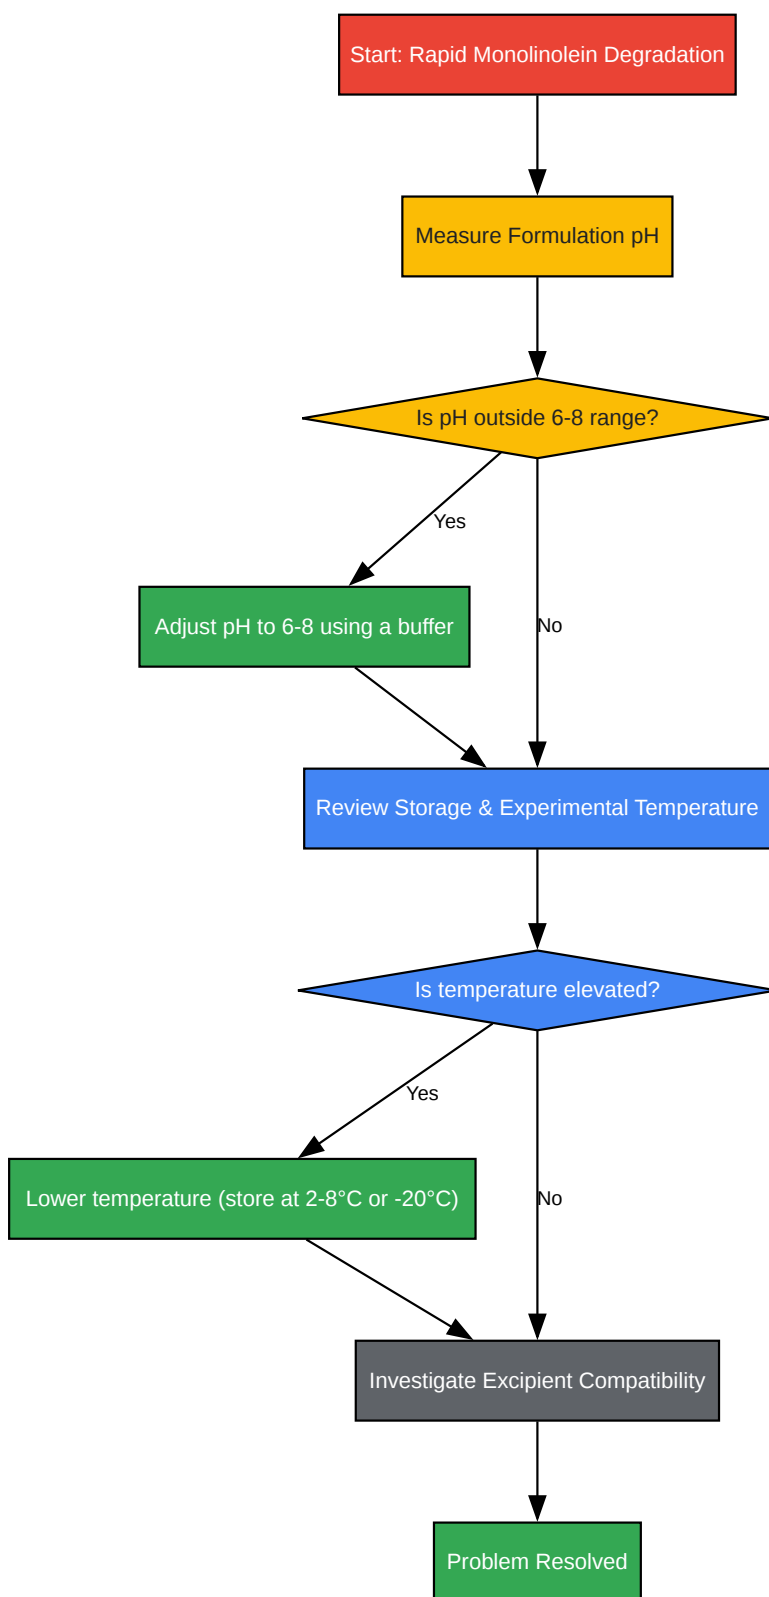 Start: Rapid Monolinolein Degradation
Measure Formulation pH
Is pH outside 6-8 range?
Yes
Adjust pH to 6-8 using a buffer
No
Review Storage & Experimental Temperature
Is temperature elevated?
Yes
Lower temperature (store at 2-8°C or -20°C)
No
Investigate Excipient Compatibility
Problem Resolved